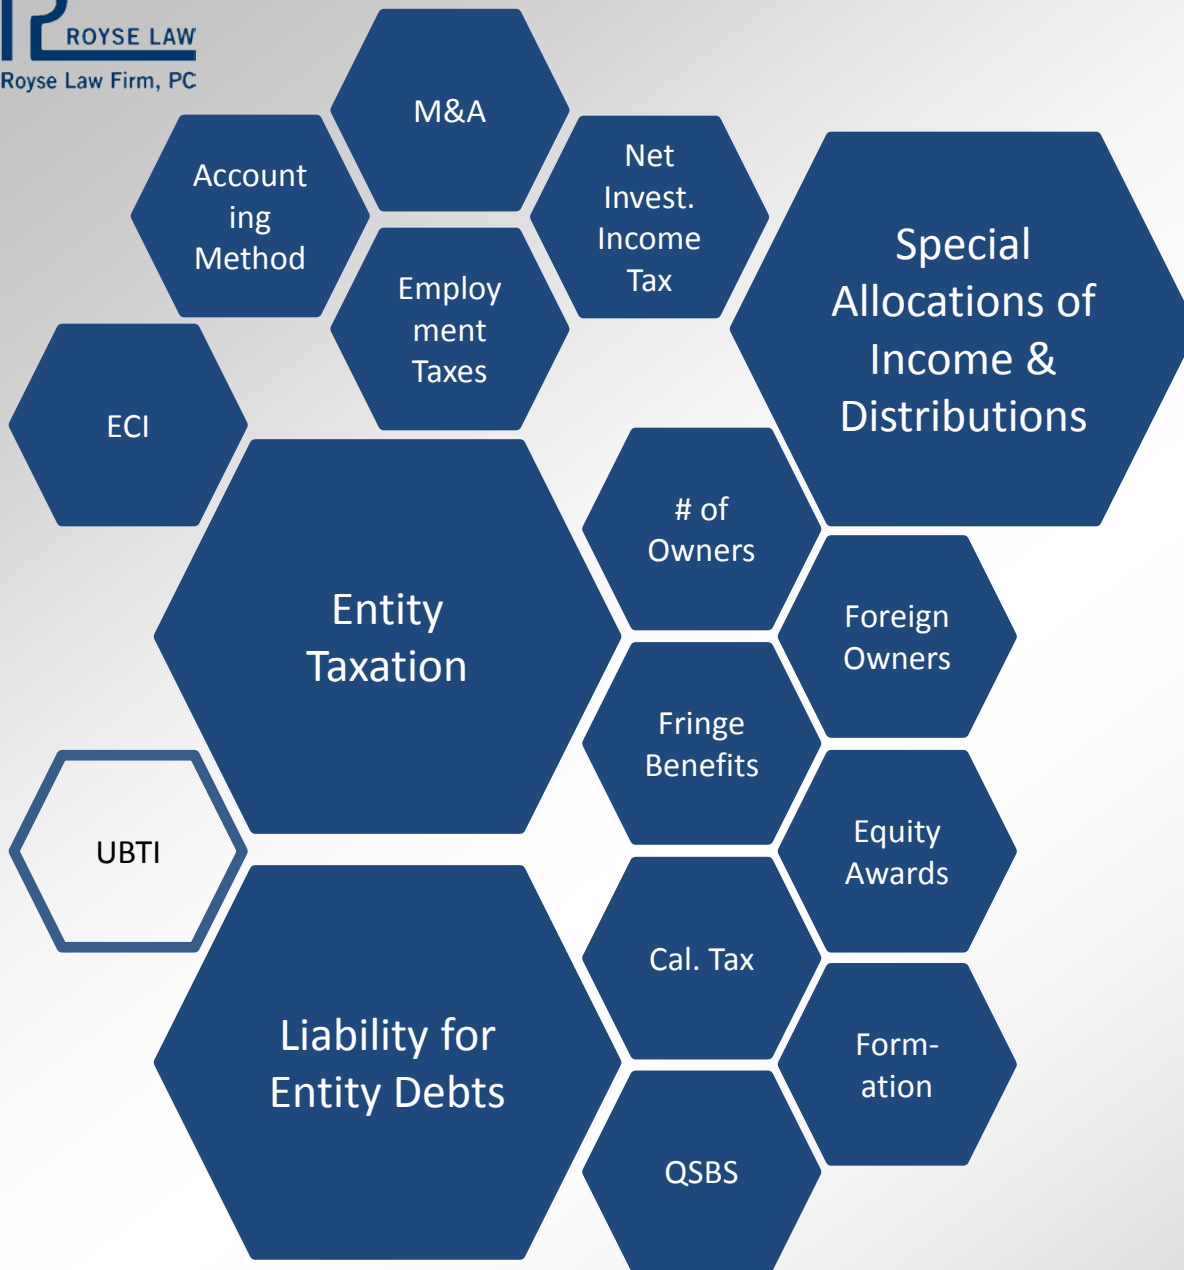 ROYSE LAW
Royse Law Firm, PC
M&A
Account
ing
Method
Net
Invest.
Income
Tax
Special
Allocations of
Income &
Distributions
Employ
ment
Taxes
ECI
# of
Owners
Entity
Taxation
Foreign
Owners
Fringe
Benefits
UBTI
Equity
Awards
Cal. Tax
Liability for
Entity Debts
Form-
ation
QSBS